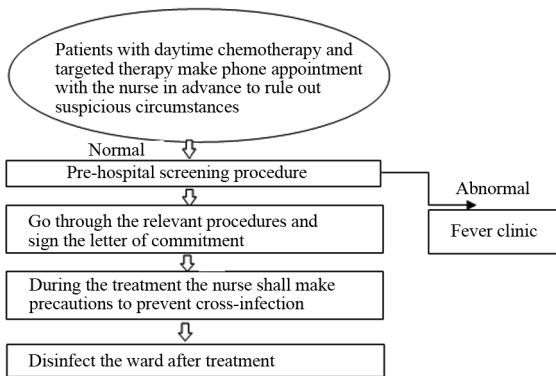 Patients with daytime chemotherapy and
targeted therapy make phone appointment
with the nurse in advance to rule out
suspicious circumstances
Normal
Pre-hospital screening procedure
Abnormal
Fever clinic
Go through the relevant procedures and
sign the letter of commitment
During the treatment the nurse shall make
precautions to prevent cross-infection
Disinfect the ward after treatment